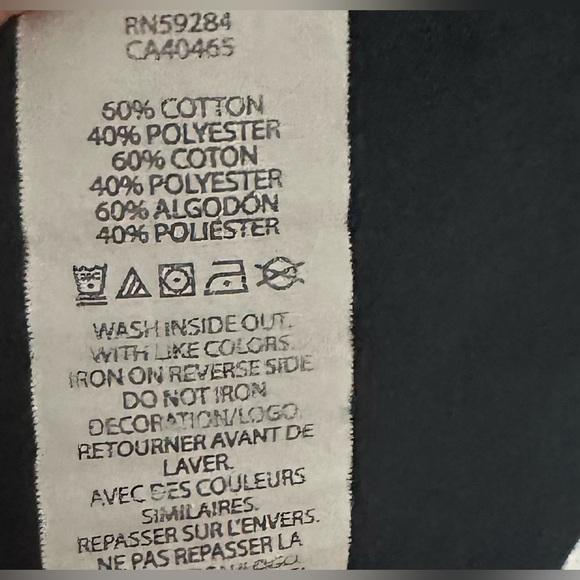 RN59284
CA40465
60% COTTON
40% POLYESTER
60% COTON
40% POLYESTER
60% ALGODÓN
40% POLIÉSTER
WASH INSIDE OUT.
WITH LIKE COLORS.
IRON ON REVERSE SIDE
DO NOT IRON
DECORATION/LOGO.
RETOURNER AVANT DE
LAVER.
AVEC DES COULEURS
SIMILAIRES.
REPASSER SUR L'ENVERS.
NE PAS REPASSER LA